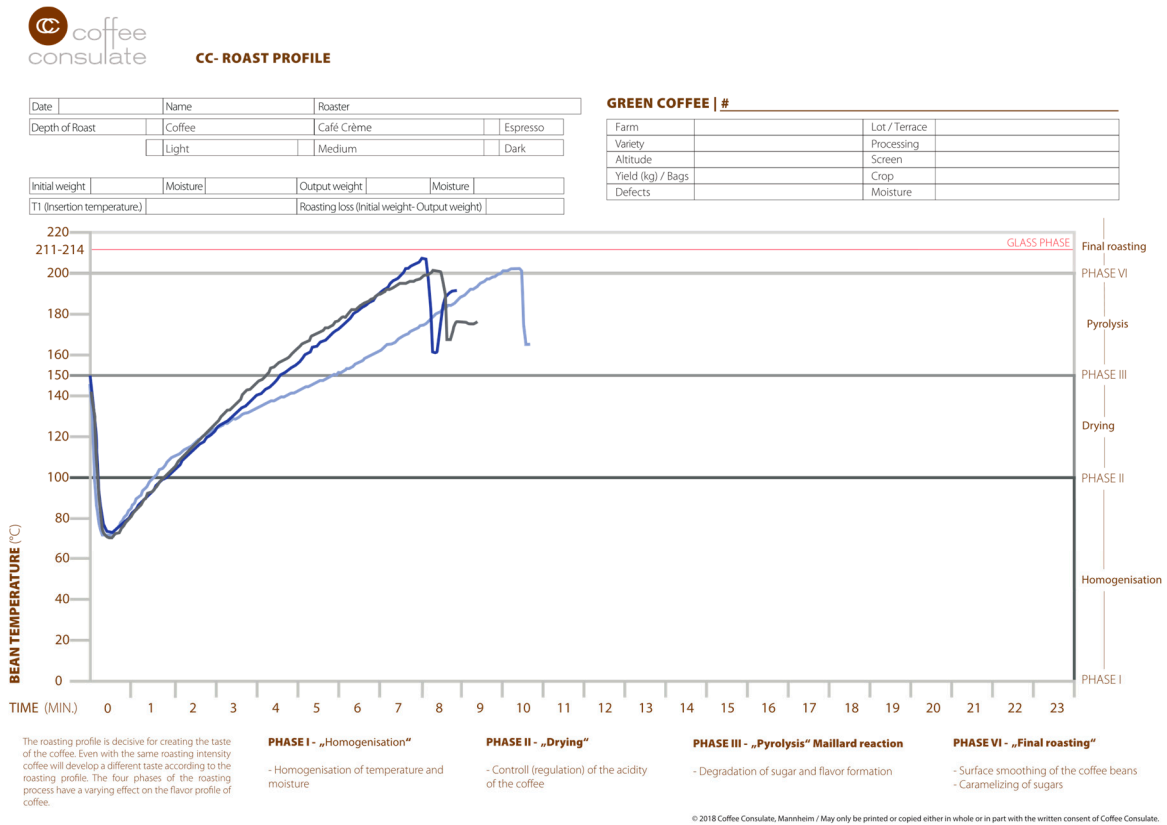 CC coffee
consulate
CC- ROAST PROFILE
Date Name Roaster
Depth of Roast Coffee Café Crème Espresso
Light Medium Dark
Initial weight Moisture Output weight Moisture
T1 (Insertion temperature.) Roasting loss (Initial weight- Output weight)
GREEN COFFEE | #
Farm Lot / Terrace
Variety Processing
Altitude Screen
Yield (kg) / Bags Crop
Defects Moisture
220
211-214
200
180
160
150
140
120
100
80
60
40
20
0
BEAN TEMPERATURE (°C)
GLASS PHASE
Final roasting
PHASE VI
Pyrolysis
PHASE III
Drying
PHASE II
Homogenisation
PHASE I
TIME (MIN.) 0 1 2 3 4 5 6 7 8 9 10 11 12 13 14 15 16 17 18 19 20 21 22 23
The roasting profile is decisive for creating the taste
of the coffee. Even with the same roasting intensity
coffee will develop a different taste according to the
roasting profile. The four phases of the roasting
process have a varying effect on the flavor profile of
coffee.
PHASE I - „Homogenisation“
- Homogenisation of temperature and
moisture
PHASE II - „Drying“
- Controll (regulation) of the acidity
of the coffee
PHASE III - „Pyrolysis“ Maillard reaction
- Degradation of sugar and flavor formation
PHASE VI - „Final roasting“
- Surface smoothing of the coffee beans
- Caramelizing of sugars
© 2018 Coffee Consulate, Mannheim / May only be printed or copied either in whole or in part with the written consent of Coffee Consulate.